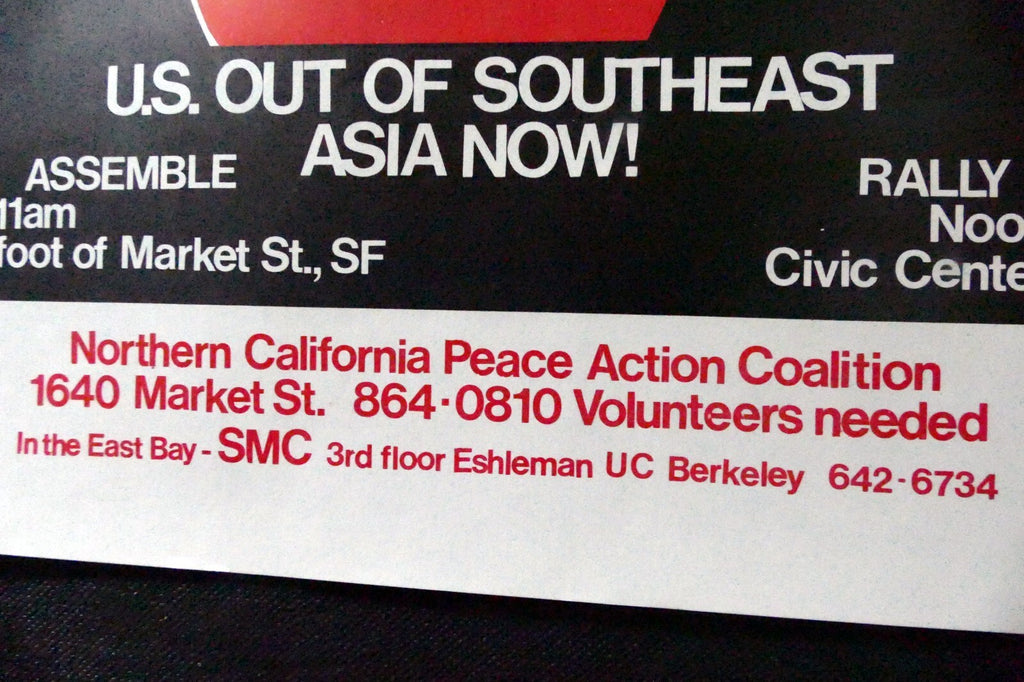 U.S. OUT OF SOUTHEAST
ASIA NOW!
ASSEMBLE
11am
foot of Market St., SF
RALLY
Noo
Civic Cente
Northern California Peace Action Coalition
1640 Market St. 864·0810 Volunteers needed
In the East Bay - SMC 3rd floor Eshleman UC Berkeley 642-6734